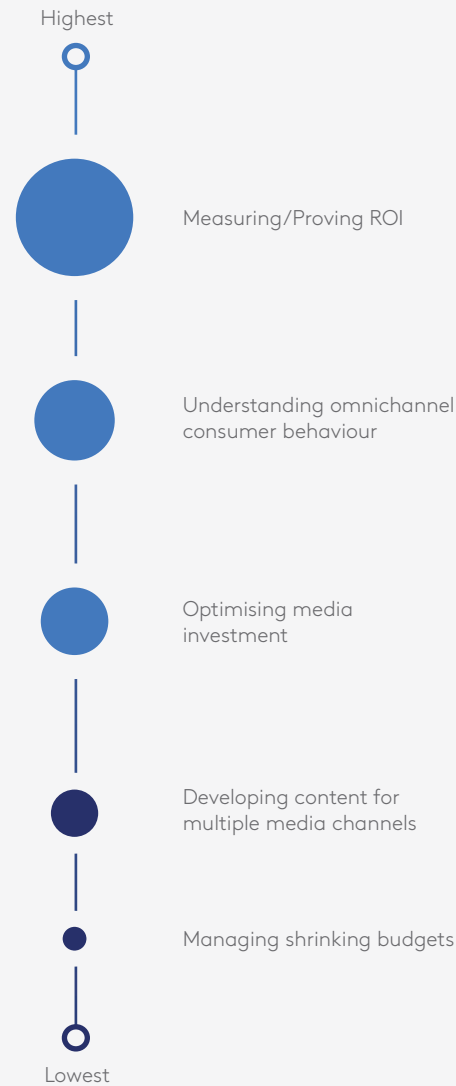 Highest
Measuring/Proving ROI
Understanding omnichannel
consumer behaviour
Optimising media
investment
Developing content for
multiple media channels
Managing shrinking budgets
Lowest